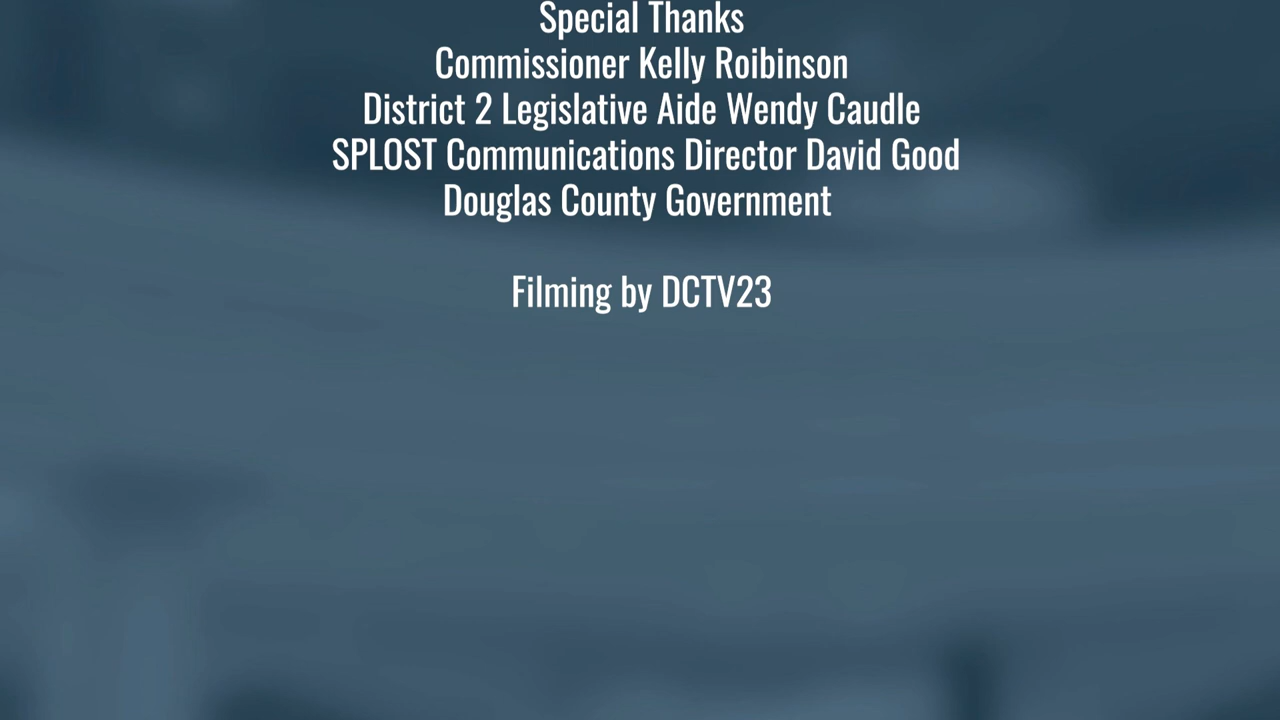 Special Thanks
Commissioner Kelly Roibinson
District 2 Legislative Aide Wendy Caudle
SPLOST Communications Director David Good
Douglas County Government
Filming by DCTV23